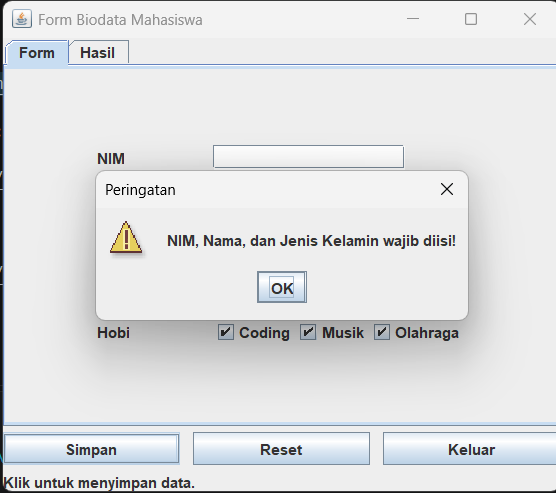 Form Biodata Mahasiswa
Form Hasil
NIM
Peringatan
NIM, Nama, dan Jenis Kelamin wajib diisi!
OK
Hobi Coding Musik Olahraga
Simpan Reset Keluar
Klik untuk menyimpan data.